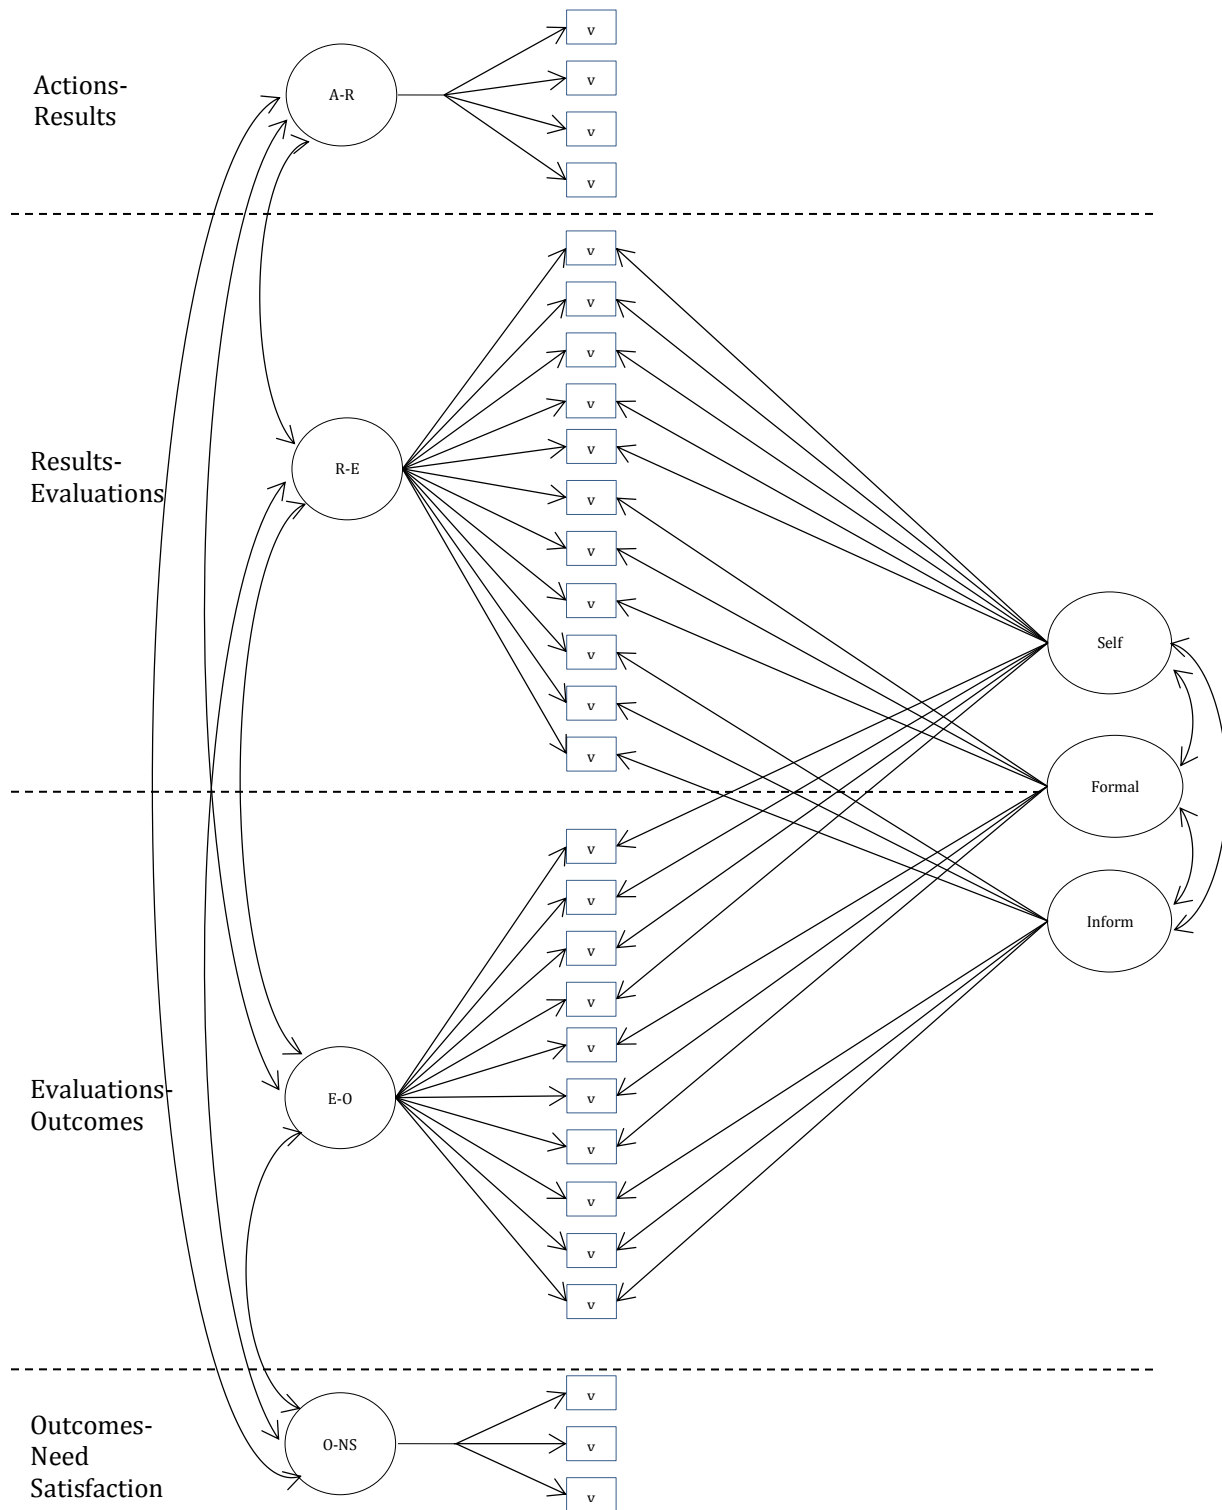 v
Actions-
Results
A-R
v
v
v
v
v
v
v
v
Results-
Evaluations
R-E
v
v
v
v
v
v
v
Self
Formal
Inform
v
v
v
v
v
Evaluations-
Outcomes
E-O
v
v
v
v
v
v
Outcomes-
Need
Satisfaction
O-NS
v
v